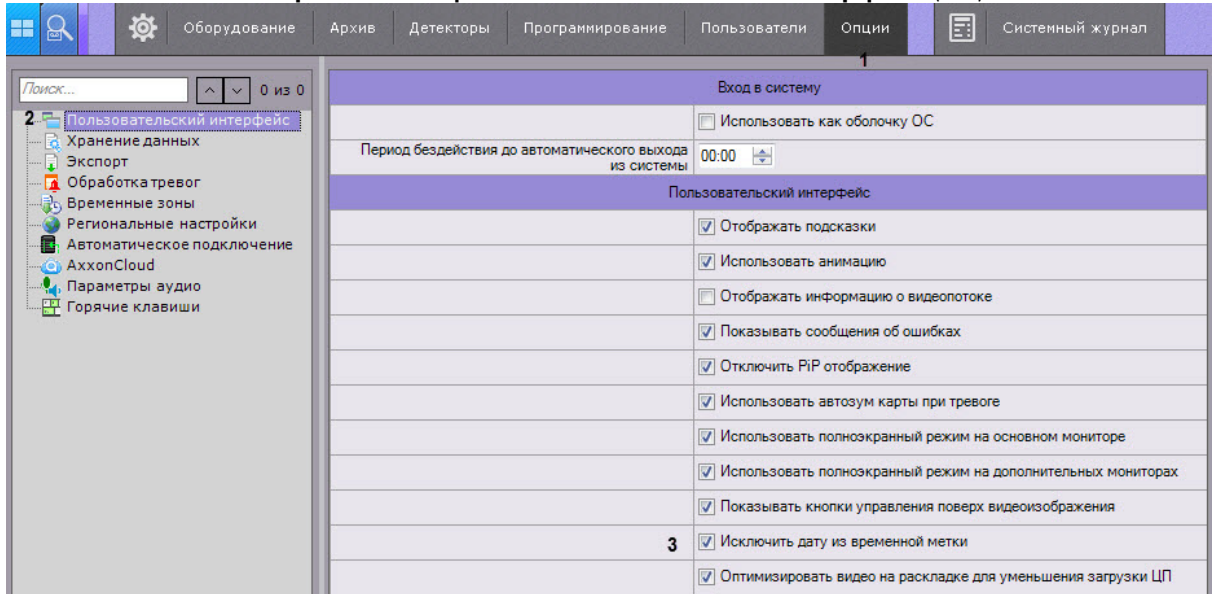 Оборудование Архив Детекторы Программирование Пользователи Опции Системный журнал
1
Поиск... 0 из 0
2 Пользовательский интерфейс
Хранение данных
Экспорт
Обработка тревог
Временные зоны
Региональные настройки
Автоматическое подключение
AxxonCloud
Параметры аудио
Горячие клавиши
Вход в систему
Использовать как оболочку ОС
Период бездействия до автоматического выхода
из системы
00:00
Пользовательский интерфейс
Отображать подсказки
Использовать анимацию
Отображать информацию о видеопотоке
Показывать сообщения об ошибках
Отключить PiP отображение
Использовать автозум карты при тревоге
Использовать полноэкранный режим на основном мониторе
Использовать полноэкранный режим на дополнительных мониторах
Показывать кнопки управления поверх видеоизображения
3 Исключить дату из временной метки
Оптимизировать видео на раскладке для уменьшения загрузки ЦП